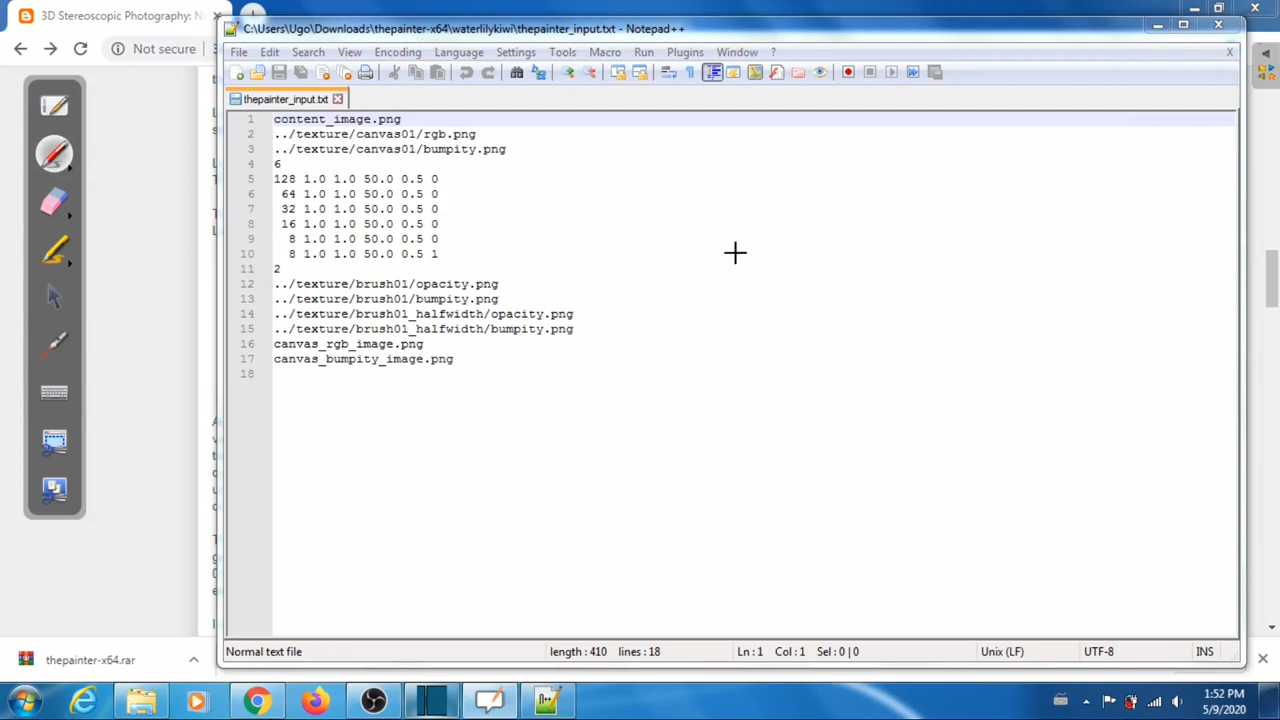 3D Stereoscopic Photography: N
C:\Users\Ugo\Downloads\thepainter-x64\waterlilykiwi\thepainter_input.txt - Notepad++
Not secure
File Edit Search View Encoding Language Settings Tools Macro Run Plugins Window ? X
thepainter_input.txt
1 content_image.png
2 ../texture/canvas01/rgb.png
3 ../texture/canvas01/bumpity.png
4 6
5 128 1.0 1.0 50.0 0.5 0
6 64 1.0 1.0 50.0 0.5 0
7 32 1.0 1.0 50.0 0.5 0
8 16 1.0 1.0 50.0 0.5 0
9 8 1.0 1.0 50.0 0.5 0
10 8 1.0 1.0 50.0 0.5 1
11 2
12 ../texture/brush01/opacity.png
13 ../texture/brush01/bumpity.png
14 ../texture/brush01_halfwidth/opacity.png
15 ../texture/brush01_halfwidth/bumpity.png
16 canvas_rgb_image.png
17 canvas_bumpity_image.png
18
Normal text file length : 410 lines : 18 Ln : 1 Col : 1 Sel : 0 | 0 Unix (LF) UTF-8 INS
thepainter-x64.rar
1:52 PM
5/9/2020